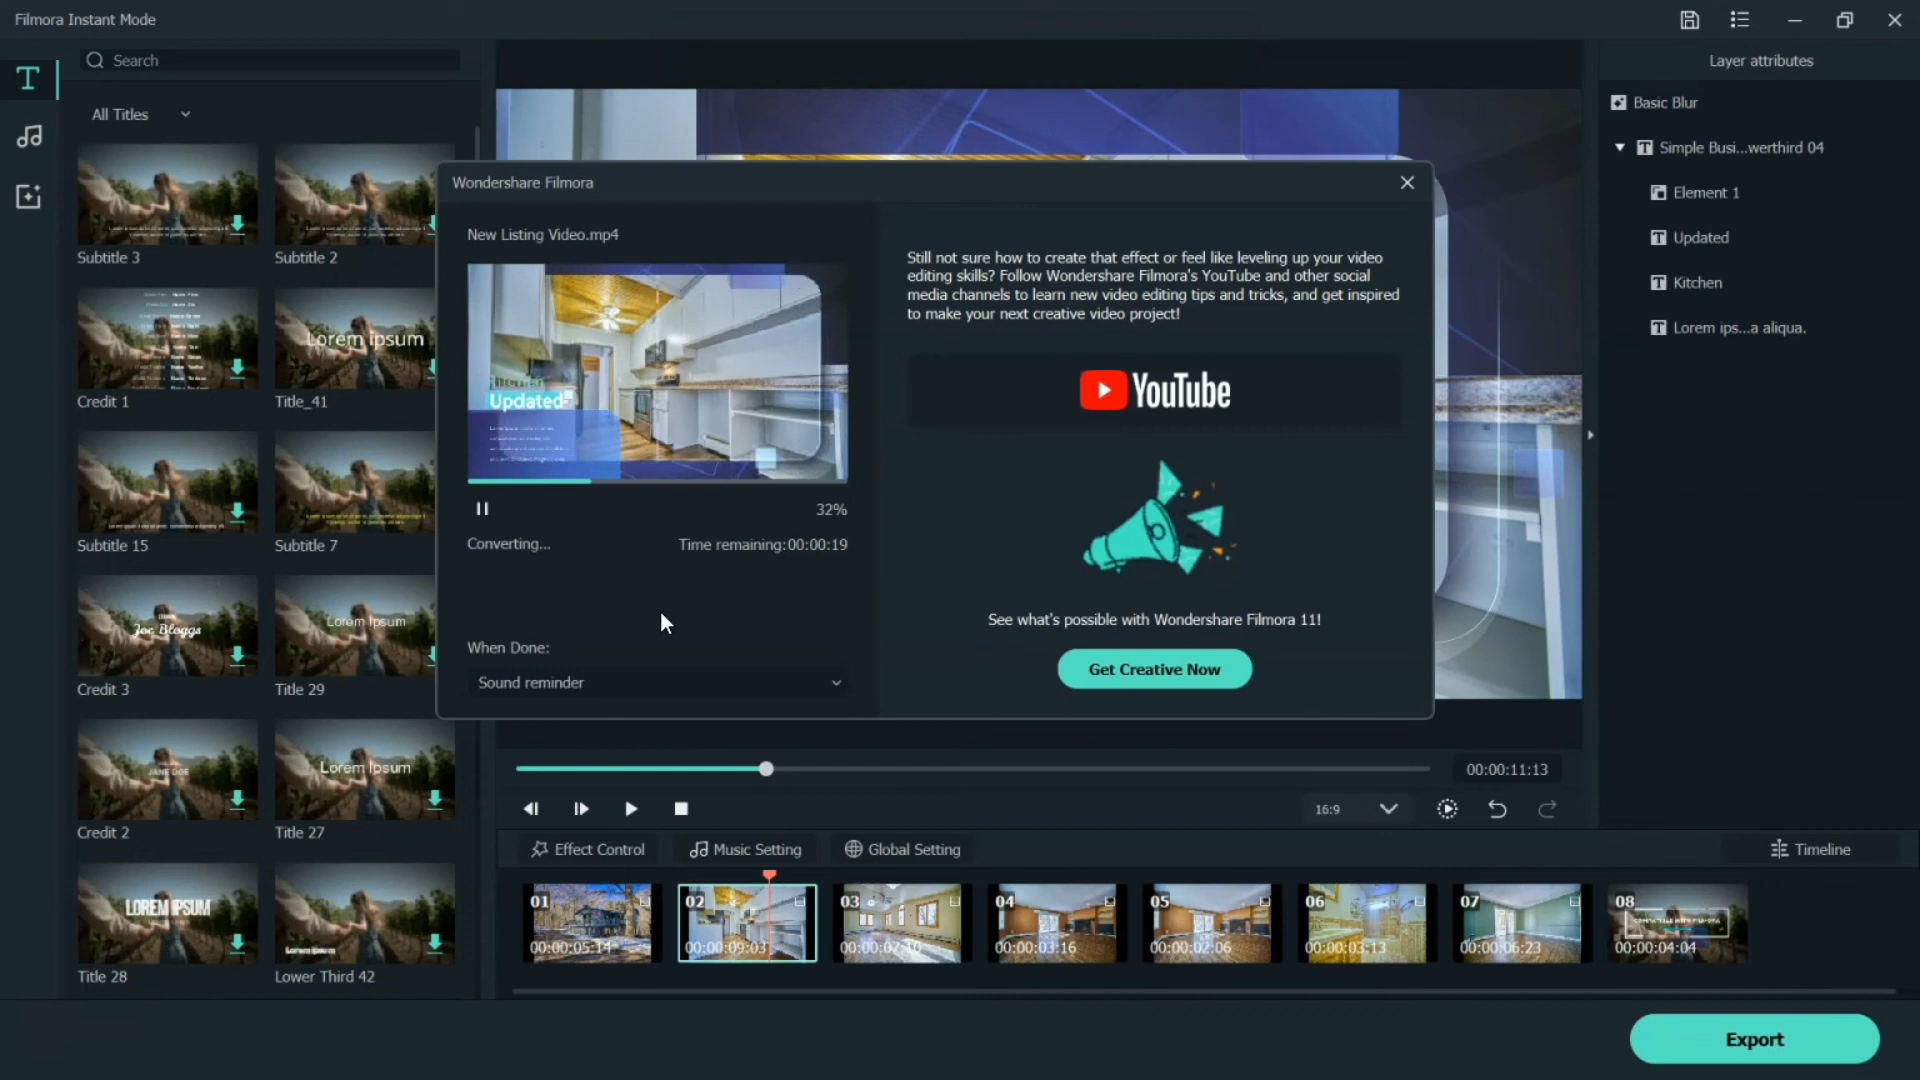 Filmora Instant Mode
Search
Layer attributes
All Titles
Basic Blur
Simple Busi...werthird 04
Element 1
Updated
Kitchen
Lorem ips...a aliqua.
Subtitle 3
Subtitle 2
Lorem ipsum
Credit 1
Title_41
Subtitle 15
Subtitle 7
Joe Bloggs
Lorem Ipsum
Credit 3
Title 29
JANE DOE
Lorem Ipsum
Credit 2
Title 27
LOREM IPSUM
Lorem Ipsum
Title 28
Lower Third 42
Wondershare Filmora
New Listing Video.mp4
Kitchen
Updated
32%
Converting...
Time remaining:00:00:19
When Done:
Sound reminder
Still not sure how to create that effect or feel like leveling up your video
editing skills? Follow Wondershare Filmora's YouTube and other social
media channels to learn new video editing tips and tricks, and get inspired
to make your next creative video project!
YouTube
See what's possible with Wondershare Filmora 11!
Get Creative Now
00:00:11:13
16:9
Effect Control
Music Setting
Global Setting
Timeline
01
00:00:05:14
02
00:00:09:03
03
00:00:07:10
04
00:00:03:16
05
00:00:02:06
06
00:00:03:13
07
00:00:06:23
08
00:00:04:04
Export